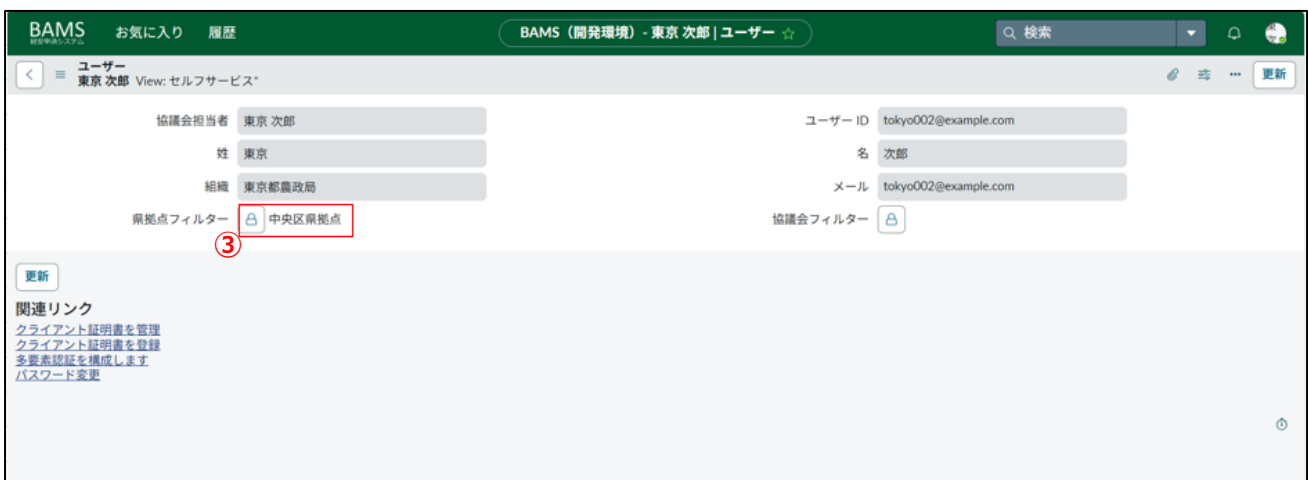 BAMS お気に入り 履歴 BAMS（開発環境）- 東京 次郎 | ユーザー ☆ 検索
経営申請システム
ユーザー
東京 次郎 View: セルフサービス* 更新
協議会担当者 東京 次郎 ユーザー ID tokyo002@example.com
姓 東京 名 次郎
組織 東京都農政局 メール tokyo002@example.com
県拠点フィルター 中央区県拠点 協議会フィルター
③
更新
関連リンク
クライアント証明書を管理
クライアント証明書を登録
多要素認証を構成します
パスワード変更